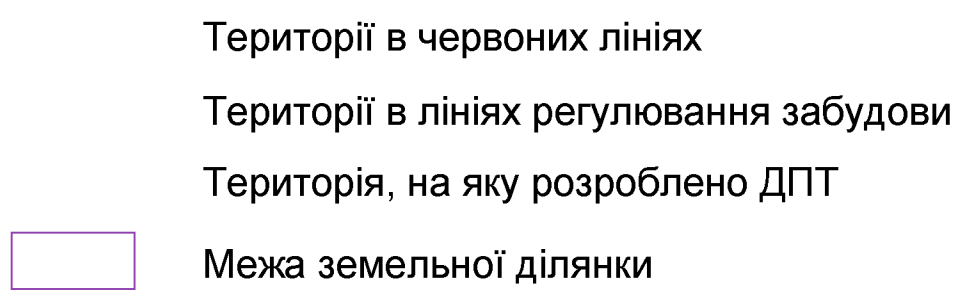 Території в червоних лініях
Території в лініях регулювання забудови
Територія, на яку розроблено ДПТ
Межа земельної ділянки